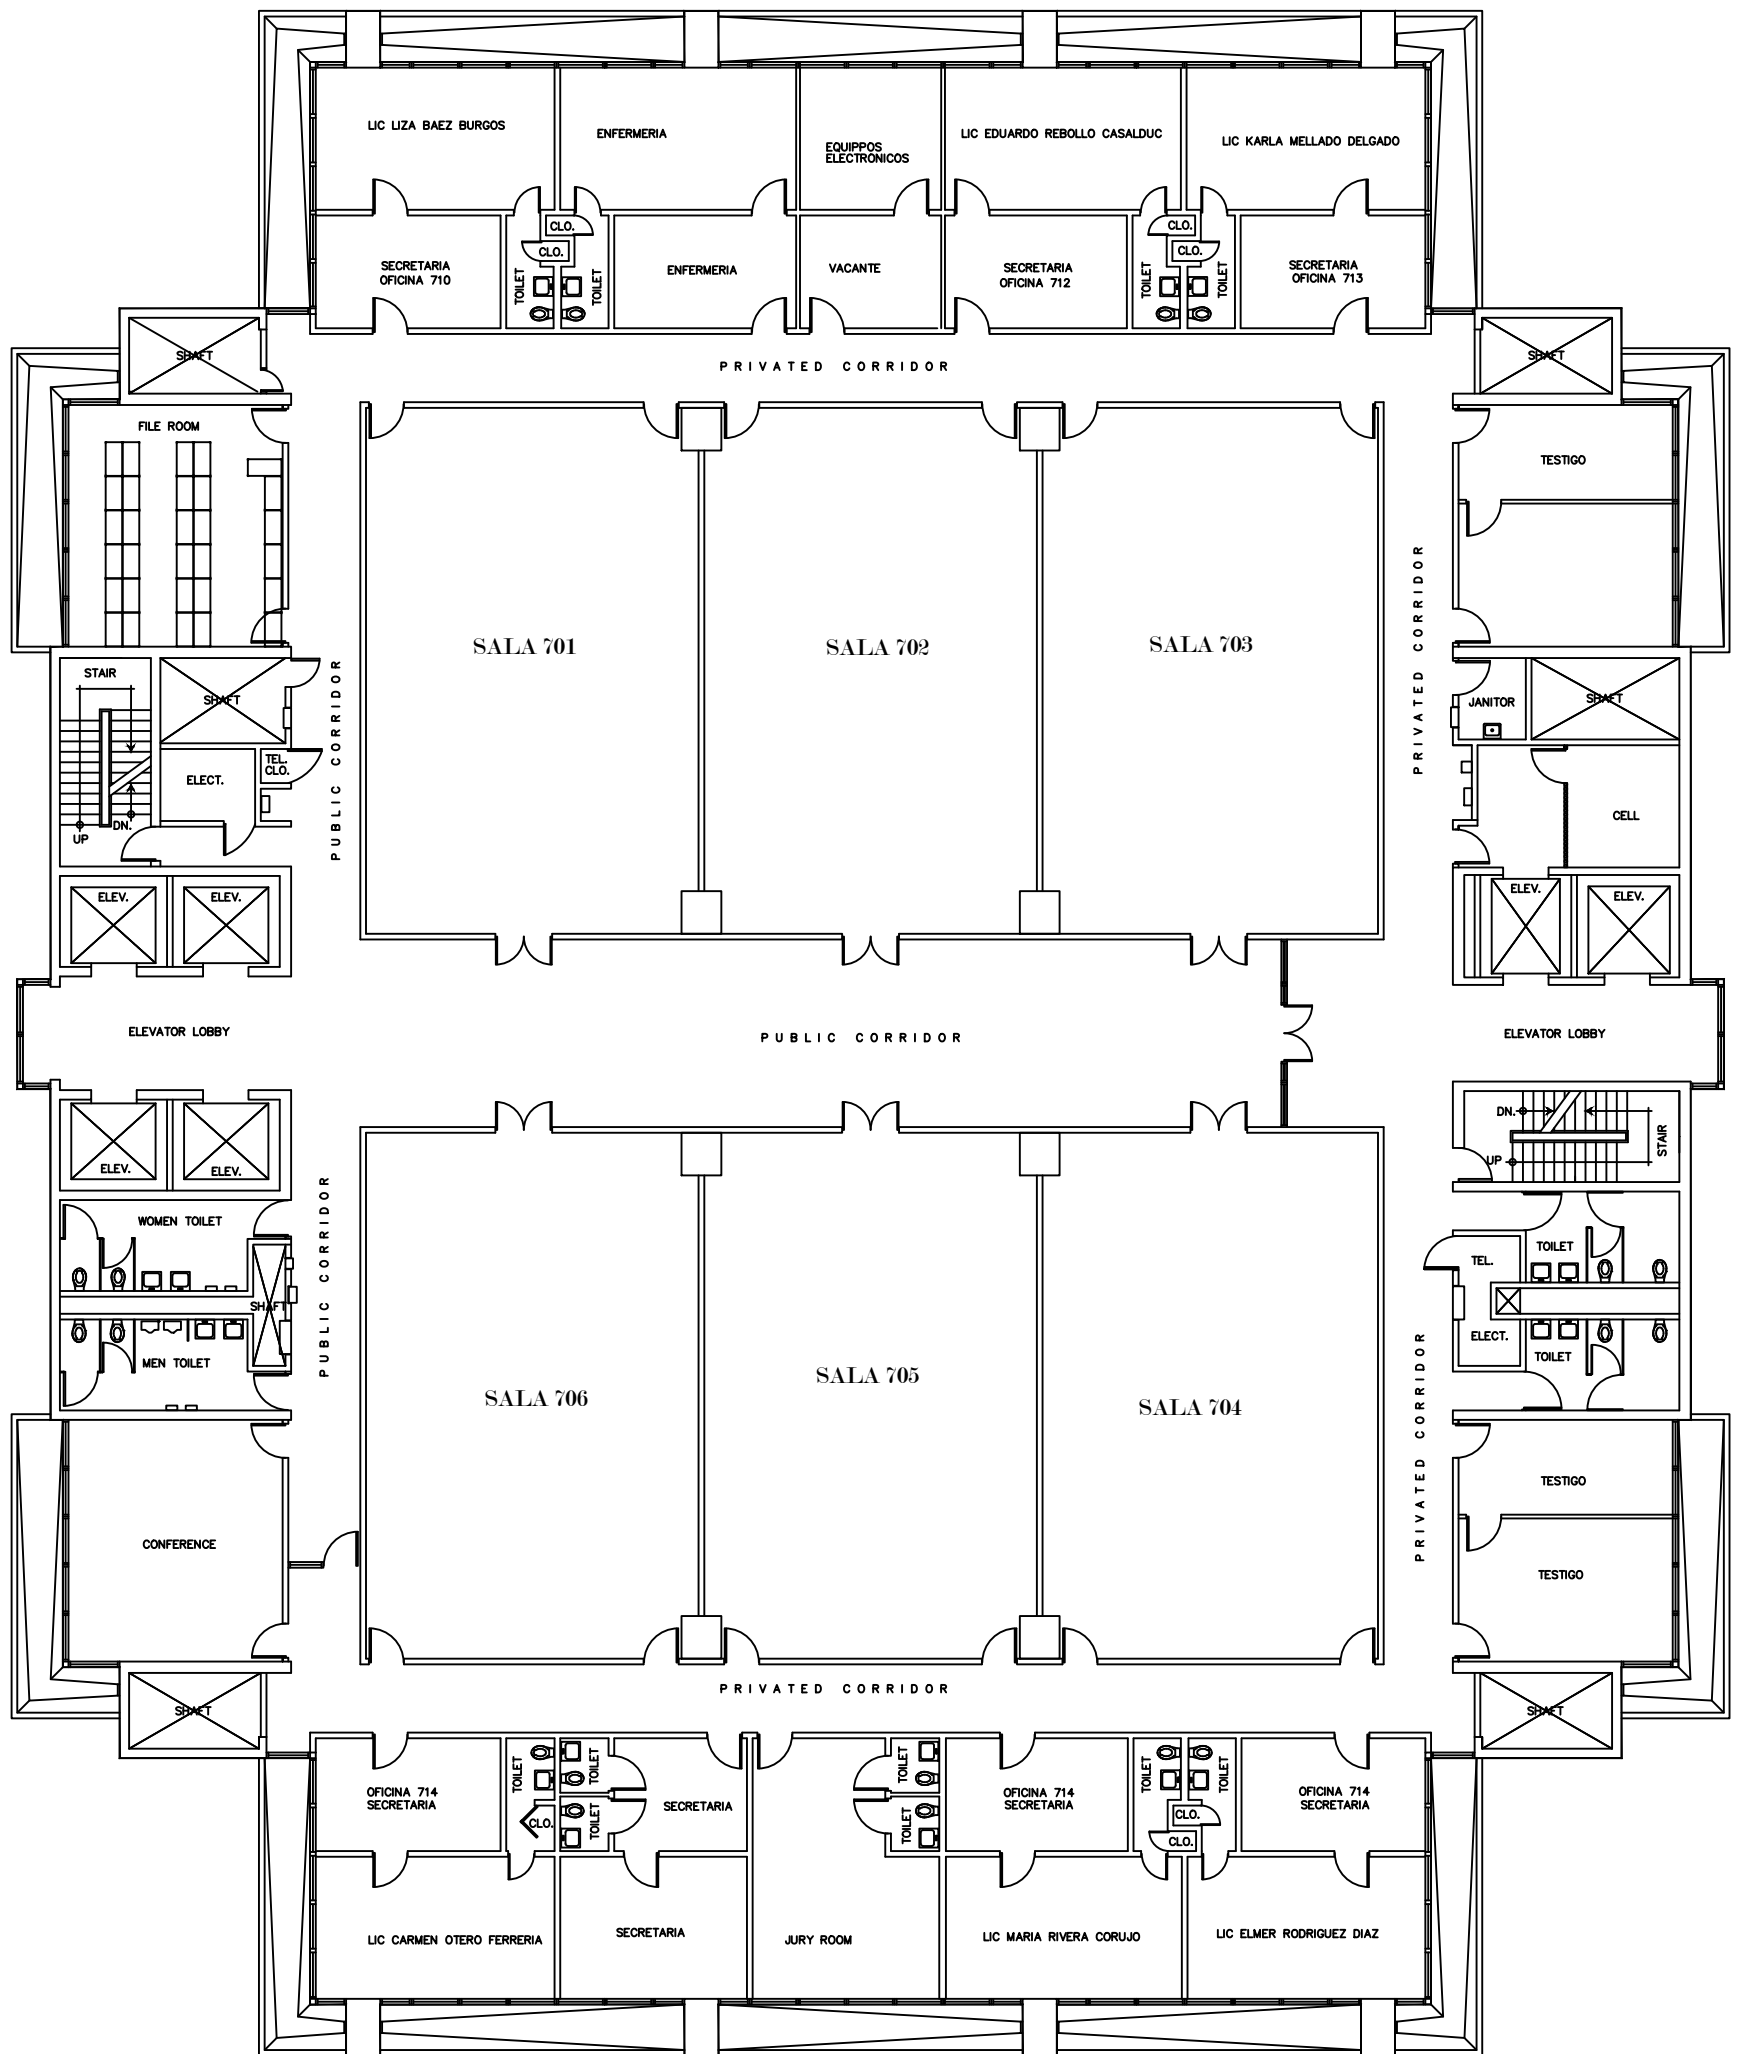 LIC LIZA BAEZ BURGOS
ENFERMERIA
EQUIPPOS
ELECTRONICOS
LIC EDUARDO REBOLLO CASALDUC
LIC KARLA MELLADO DELGADO
CLO.
CLO.
CLO.
CLO.
SECRETARIA
OFICINA 710
TOILET
TOILET
ENFERMERIA
VACANTE
SECRETARIA
OFICINA 712
TOILET
TOILET
SECRETARIA
OFICINA 713
SHAFT
PRIVATED CORRIDOR
SHAFT
FILE ROOM
TESTIGO
SALA 701
SALA 702
SALA 703
PUBLIC CORRIDOR
PRIVATED CORRIDOR
STAIR
SHAFT
JANITOR
SHAFT
TEL.
CLO.
ELECT.
DN.
UP
CELL
ELEV.
ELEV.
ELEV.
ELEV.
ELEVATOR LOBBY
PUBLIC CORRIDOR
ELEVATOR LOBBY
ELEV.
ELEV.
DN.
UP
STAIR
WOMEN TOILET
PUBLIC CORRIDOR
TOILET
TEL.
SHAFT
ELECT.
MEN TOILET
TOILET
PRIVATED CORRIDOR
SALA 706
SALA 705
SALA 704
TESTIGO
CONFERENCE
TESTIGO
SHAFT
PRIVATED CORRIDOR
SHAFT
OFICINA 714
SECRETARIA
TOILET
TOILET
TOILET
CLO.
SECRETARIA
TOILET
TOILET
OFICINA 714
SECRETARIA
TOILET
TOILET
CLO.
CLO.
OFICINA 714
SECRETARIA
LIC CARMEN OTERO FERRERIA
SECRETARIA
JURY ROOM
LIC MARIA RIVERA CORUJO
LIC ELMER RODRIGUEZ DIAZ